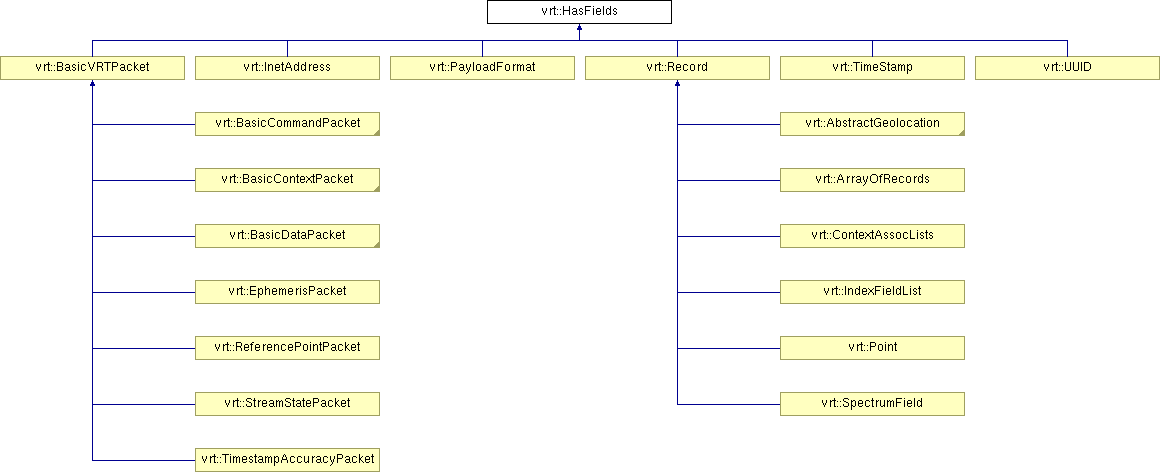 vrt::HasFields
vrt::BasicVRTPacket
vrt::InetAddress
vrt::PayloadFormat
vrt::Record
vrt::TimeStamp
vrt::UUID
vrt::BasicCommandPacket
vrt::AbstractGeolocation
vrt::BasicContextPacket
vrt::ArrayOfRecords
vrt::BasicDataPacket
vrt::ContextAssocLists
vrt::EphemerisPacket
vrt::IndexFieldList
vrt::ReferencePointPacket
vrt::Point
vrt::StreamStatePacket
vrt::SpectrumField
vrt::TimestampAccuracyPacket